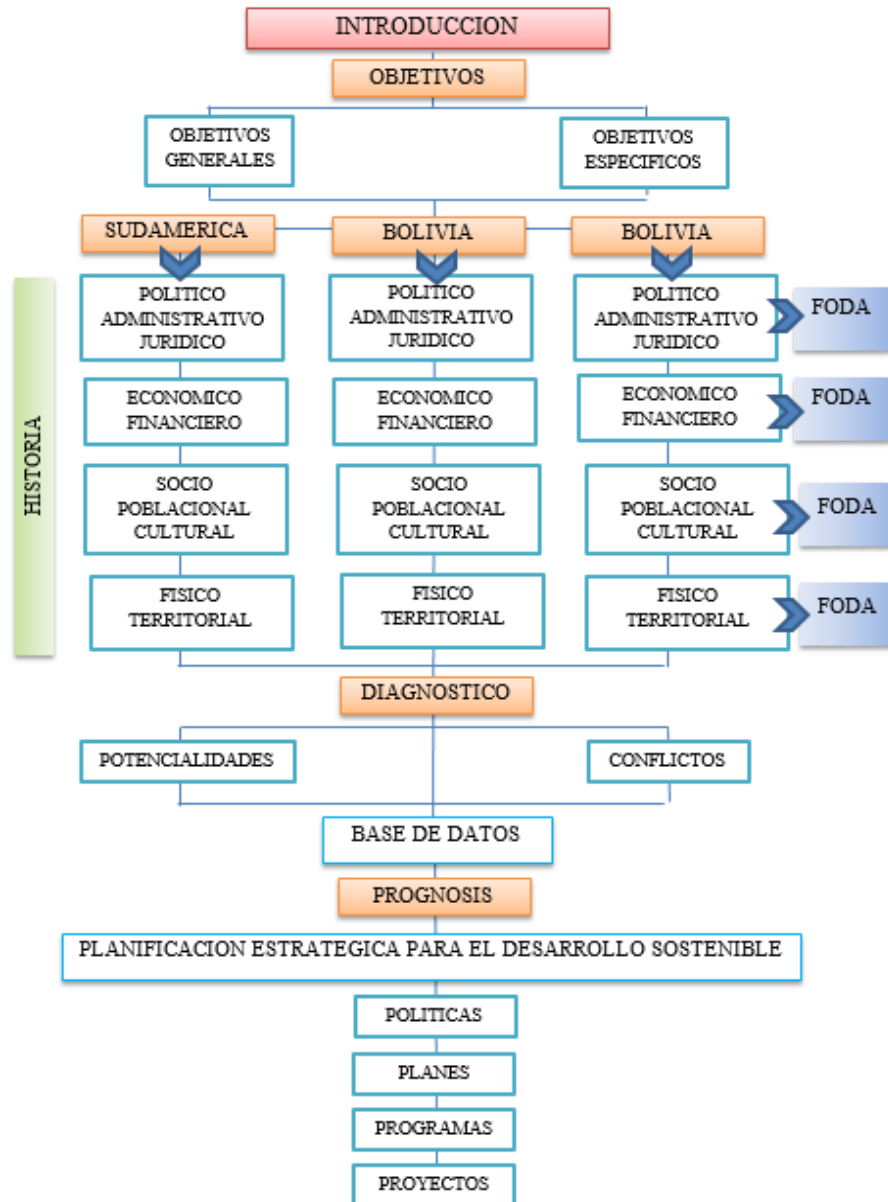 INTRODUCCION
OBJETIVOS
OBJETIVOS
GENERALES
OBJETIVOS
ESPECIFICOS
SUDAMERICA
BOLIVIA
BOLIVIA
HISTORIA
POLITICO
ADMINISTRATIVO
JURIDICO
POLITICO
ADMINISTRATIVO
JURIDICO
POLITICO
ADMINISTRATIVO
JURIDICO
FODA
ECONOMICO
FINANCIERO
ECONOMICO
FINANCIERO
ECONOMICO
FINANCIERO
FODA
SOCIO
POBLACIONAL
CULTURAL
SOCIO
POBLACIONAL
CULTURAL
SOCIO
POBLACIONAL
CULTURAL
FODA
FISICO
TERRITORIAL
FISICO
TERRITORIAL
FISICO
TERRITORIAL
FODA
DIAGNOSTICO
POTENCIALIDADES
CONFLICTOS
BASE DE DATOS
PROGNOSIS
PLANIFICACION ESTRATEGICA PARA EL DESARROLLO SOSTENIBLE
POLITICAS
PLANES
PROGRAMAS
PROYECTOS